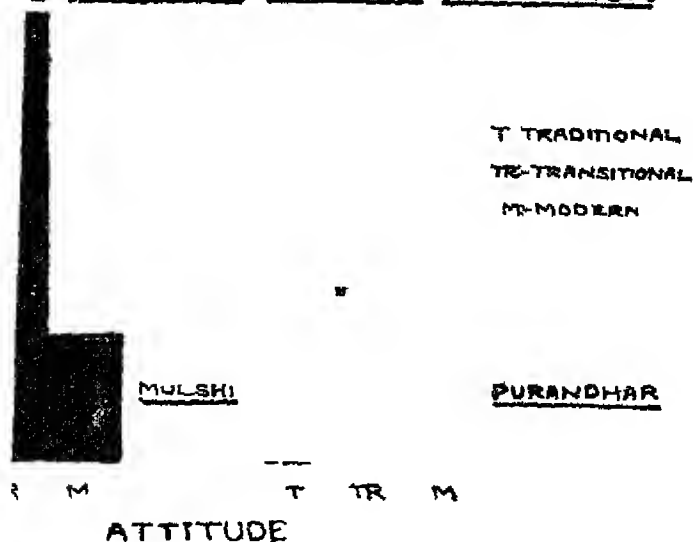 T TRADITIONAL
TR-TRANSITIONAL
M-MODERN
MULSHI
PURANDHAR
M T TR M
ATTITUDE